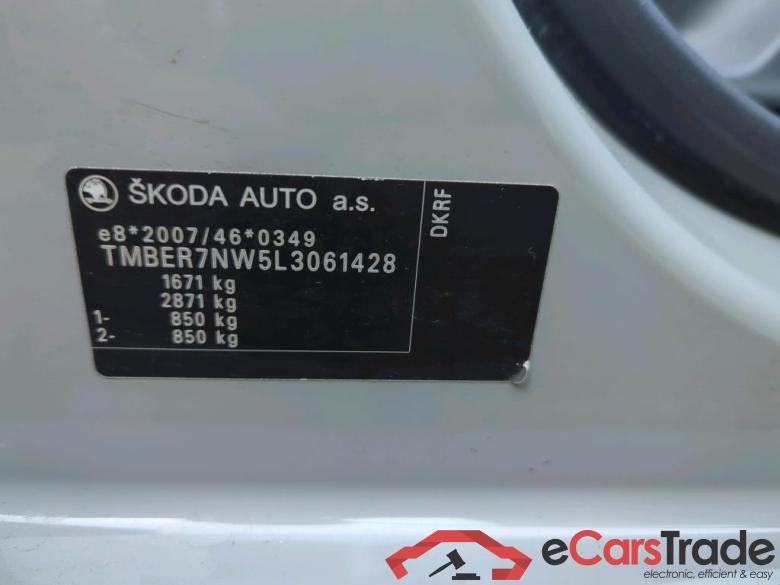 ŠKODA AUTO a.s.
e8*2007/46*0349
TMBER7NW5L3061428
1671 kg
2871 kg
1- 850 kg
2- 850 kg
DKRF
eCarsTrade
electronic, efficient & easy